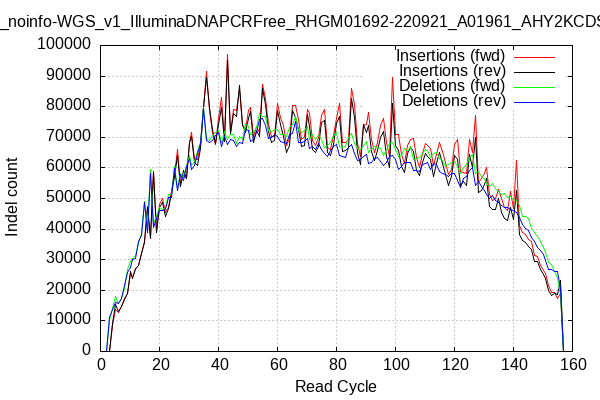 _noinfo-WGS_v1_IlluminaDNAPCRFree_RHGM01692-220921_A01961_AHY2KCDS
100000
90000
80000
70000
60000
50000
40000
30000
20000
10000
0
Indel count
Insertions (fwd)
Insertions (rev)
Deletions (fwd)
Deletions (rev)
0 20 40 60 80 100 120 140 160
Read Cycle